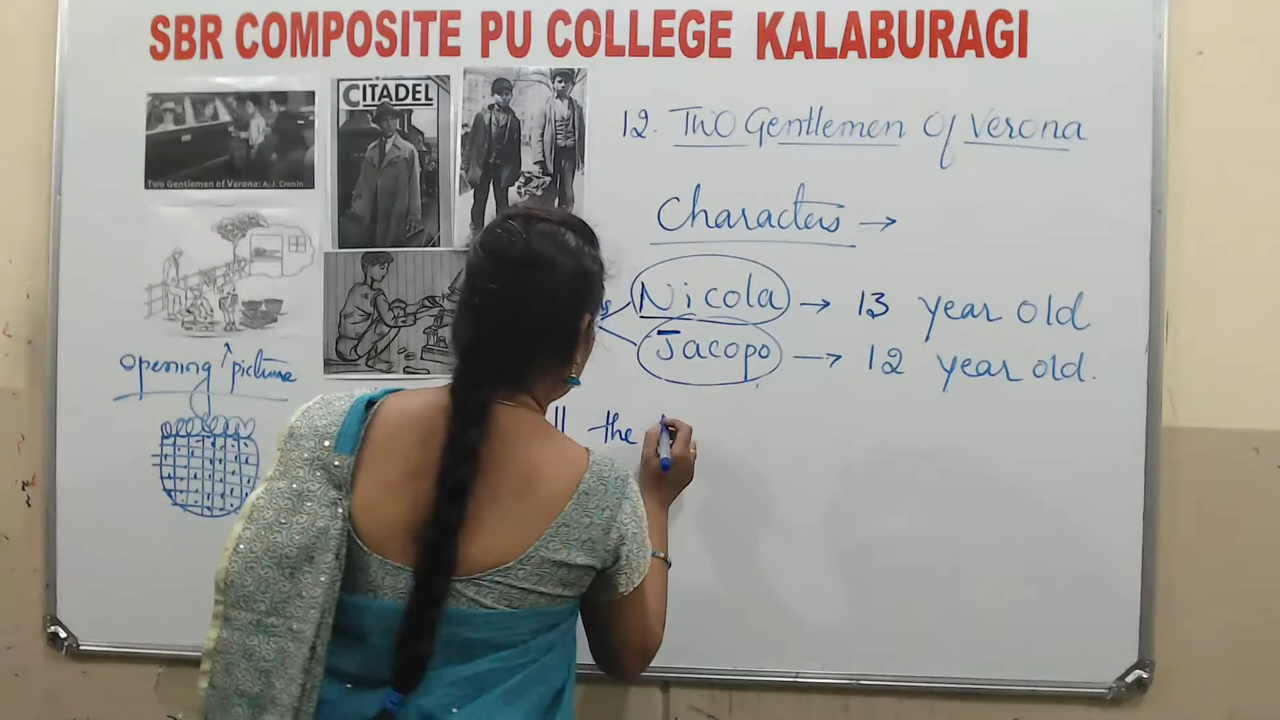 SBR COMPOSITE PU COLLEGE KALABURAGI
CITADEL
Two Gentlemen of Verona: A. J. Cronin
12. Two Gentlemen Of Verona
Characters →
Nicola → 13 year old
Jacopo → 12 year old.
opening picture
the